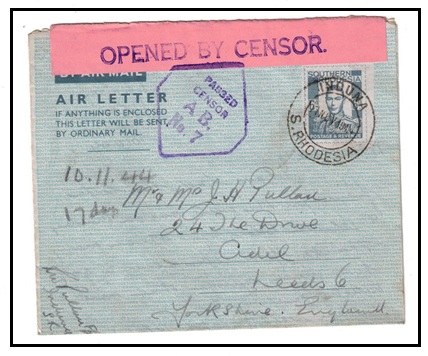 OPENED BY CENSOR.
BY AIR MAIL
AIR LETTER
IF ANYTHING IS ENCLOSED
THIS LETTER WILL BE SENT
BY ORDINARY MAIL.
PASSED
CENSOR
A.B.
No. 7
SOUTHERN
POSTAGE & REVENUE
INDUNA
S. RHODESIA
10.11.44
17 days
Mr & Mrs J. H. Pullan
24 The Drive
Adel
Leeds 6
Yorkshire. England
Induna
S.R.